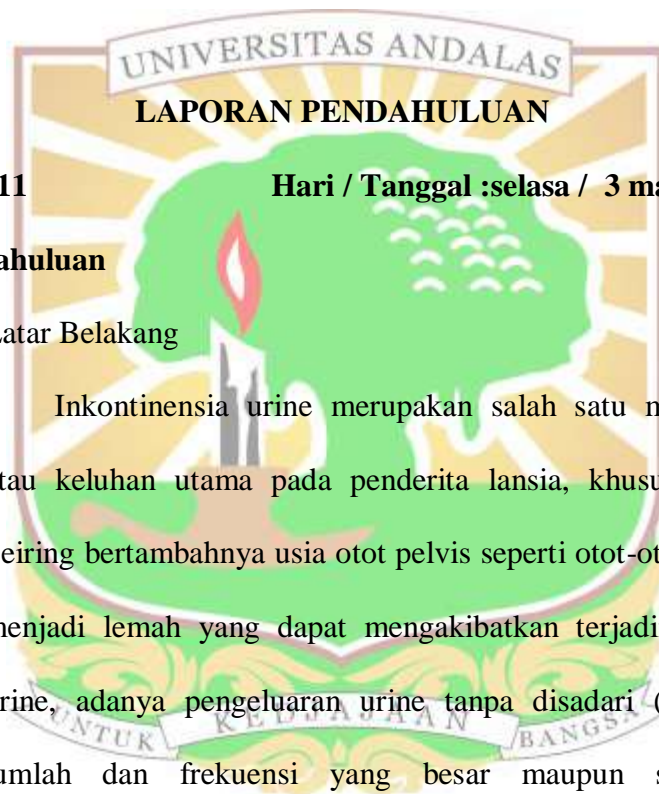 UNIVERSITAS ANDALAS
LAPORAN PENDAHULUAN
11 Hari / Tanggal :selasa / 3 ma
ahuluan
Latar Belakang
Inkontinensia urine merupakan salah satu m
tau keluhan utama pada penderita lansia, khusu
eiring bertambahnya usia otot pelvis seperti otot-ot
menjadi lemah yang dapat mengakibatkan terjadi
rine, adanya pengeluaran urine tanpa disadari (
UNTUK KEDJAJAAN BANGSA
umlah dan frekuensi yang besar maupun s